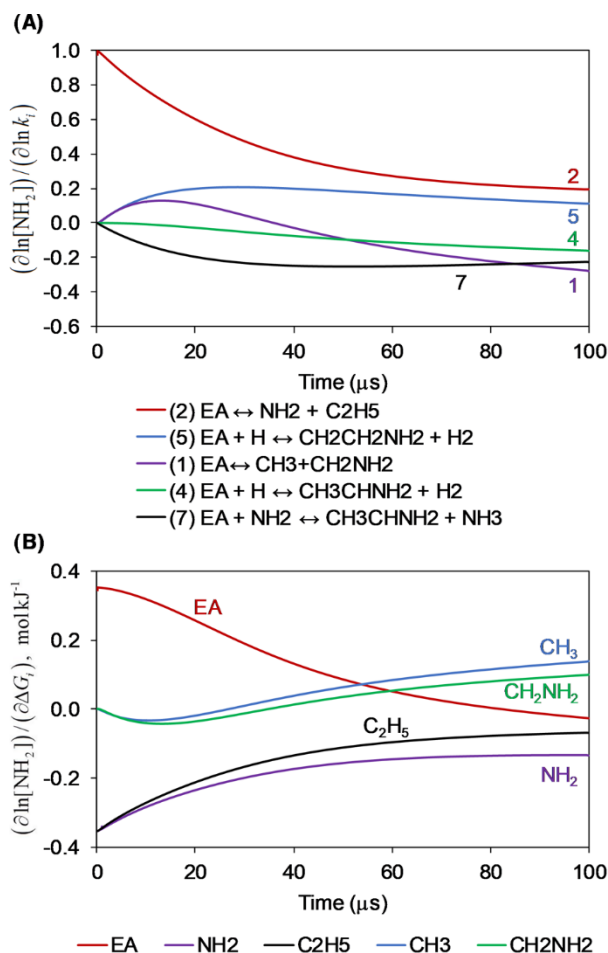 (A)
(∂ln[NH₂])/(∂ln kᵢ)
1.0
0.8
0.6
0.4
0.2
0.0
-0.2
-0.4
-0.6
2
5
4
7
1
0 20 40 60 80 100
Time (μs)
(2) EA ↔ NH2 + C2H5
(5) EA + H ↔ CH2CH2NH2 + H2
(1) EA↔ CH3+CH2NH2
(4) EA + H ↔ CH3CHNH2 + H2
(7) EA + NH2 ↔ CH3CHNH2 + NH3
(B)
(∂ln[NH₂])/(∂ΔGᵢ), molkJ⁻¹
0.4
0.2
0.0
-0.2
-0.4
EA
CH₃
CH₂NH₂
C₂H₅
NH₂
0 20 40 60 80 100
Time (μs)
EA NH2 C2H5 CH3 CH2NH2